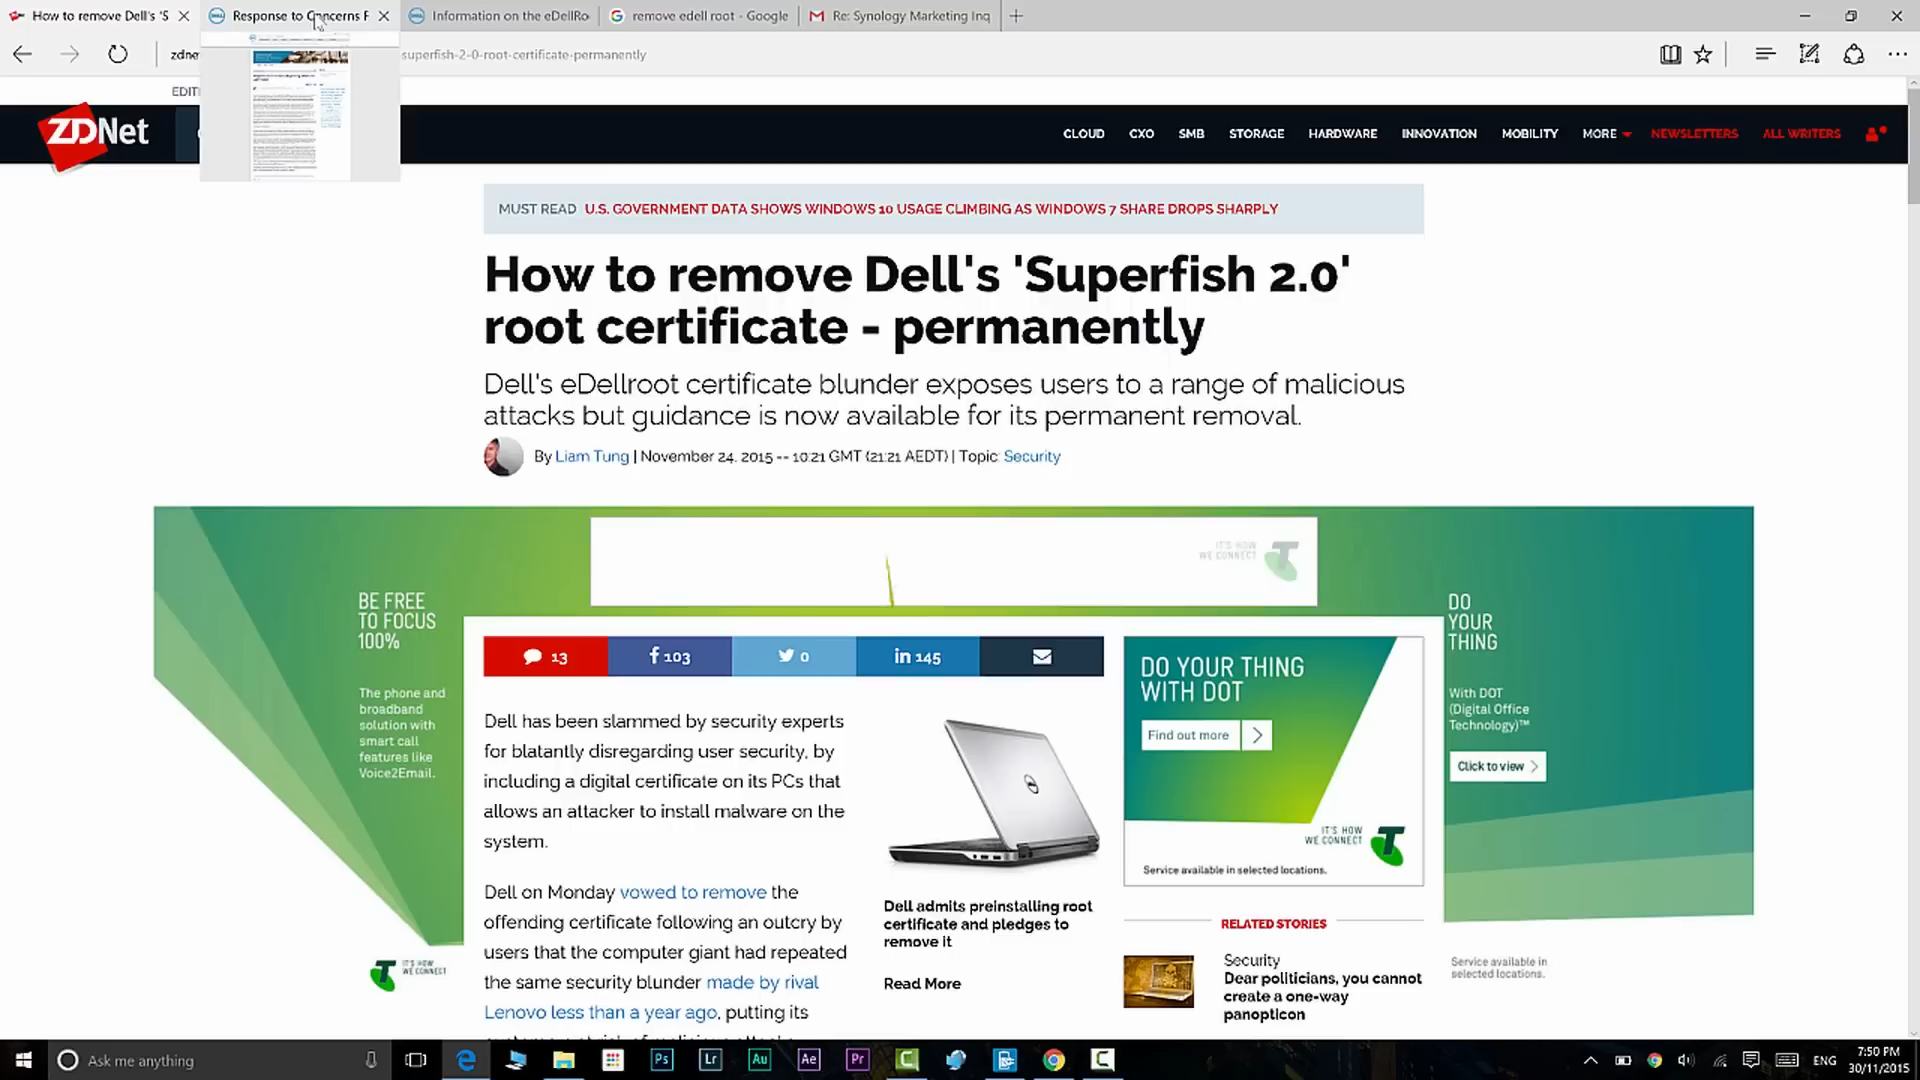 How to remove Dell's 'S
Response to Concerns F
Information on the eDellRo
remove edell root - Google
Re: Synology Marketing Inq
superfish-2-0-root-certificate-permanently
ZDNet
CLOUD
CXO
SMB
STORAGE
HARDWARE
INNOVATION
MOBILITY
MORE
NEWSLETTERS
ALL WRITERS
MUST READ U.S. GOVERNMENT DATA SHOWS WINDOWS 10 USAGE CLIMBING AS WINDOWS 7 SHARE DROPS SHARPLY
How to remove Dell's 'Superfish 2.0'
root certificate - permanently
Dell's eDellroot certificate blunder exposes users to a range of malicious
attacks but guidance is now available for its permanent removal.
By Liam Tung | November 24, 2015 -- 10:21 GMT (21:21 AEDT) | Topic: Security
IT'S HOW
WE CONNECT
BE FREE
TO FOCUS
100%
The phone and
broadband
solution with
smart call
features like
Voice2Email.
IT'S HOW
WE CONNECT
13
103
0
in 145
Dell has been slammed by security experts
for blatantly disregarding user security, by
including a digital certificate on its PCs that
allows an attacker to install malware on the
system.
Dell on Monday vowed to remove the
offending certificate following an outcry by
users that the computer giant had repeated
the same security blunder made by rival
Lenovo less than a year ago, putting its
Dell admits preinstalling root
certificate and pledges to
remove it
Read More
DO YOUR THING
WITH DOT
Find out more
IT'S HOW
WE CONNECT
Service available in selected locations.
RELATED STORIES
Security
Dear politicians, you cannot
create a one-way
panopticon
DO
YOUR
THING
With DOT
(Digital Office
Technology)™
Click to view
Service available in
selected locations.
Ask me anything
Ps
Lr
Au
Ae
Pr
ENG
7:50 PM
30/11/2015